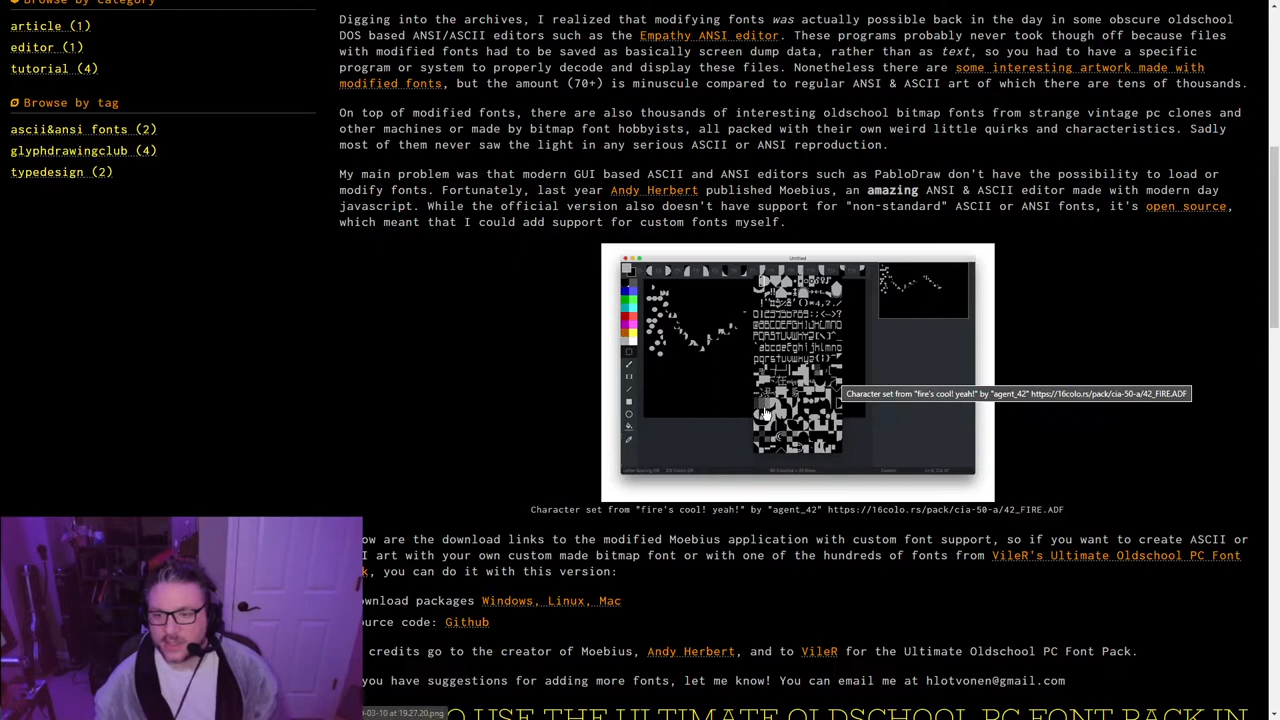 Browse by category
article (1)
editor (1)
tutorial (4)
Browse by tag
ascii&ansi fonts (2)
glyphdrawingclub (4)
typedesign (2)
Digging into the archives, I realized that modifying fonts was actually possible back in the day in some obscure oldschool
DOS based ANSI/ASCII editors such as the Empathy ANSI editor. These programs probably never took though off because files
with modified fonts had to be saved as basically screen dump data, rather than as text, so you had to have a specific
program or system to properly decode and display these files. Nonetheless there are some interesting artwork made with
modified fonts, but the amount (70+) is minuscule compared to regular ANSI & ASCII art of which there are tens of thousands.
On top of modified fonts, there are also thousands of interesting oldschool bitmap fonts from strange vintage pc clones and
other machines or made by bitmap font hobbyists, all packed with their own weird little quirks and characteristics. Sadly
most of them never saw the light in any serious ASCII or ANSI reproduction.
My main problem was that modern GUI based ASCII and ANSI editors such as PabloDraw don't have the possibility to load or
modify fonts. Fortunately, last year Andy Herbert published Moebius, an amazing ANSI & ASCII editor made with modern day
javascript. While the official version also doesn't have support for "non-standard" ASCII or ANSI fonts, it's open source,
which meant that I could add support for custom fonts myself.
Untitled
Character set from "fire's cool! yeah!" by "agent_42" https://16colo.rs/pack/cia-50-a/42_FIRE.ADF
Character set from "fire's cool! yeah!" by "agent_42" https://16colo.rs/pack/cia-50-a/42_FIRE.ADF
ow are the download links to the modified Moebius application with custom font support, so if you want to create ASCII or
I art with your own custom made bitmap font or with one of the hundreds of fonts from VileR's Ultimate Oldschool PC Font
k, you can do it with this version:
ownload packages Windows, Linux, Mac
ource code: Github
credits go to the creator of Moebius, Andy Herbert, and to VileR for the Ultimate Oldschool PC Font Pack.
you have suggestions for adding more fonts, let me know! You can email me at hlotvonen@gmail.com
-03-10 at 19.27.20.png
O USE THE ULTIMATE OLDSCHOOL PC FONT PACK IN